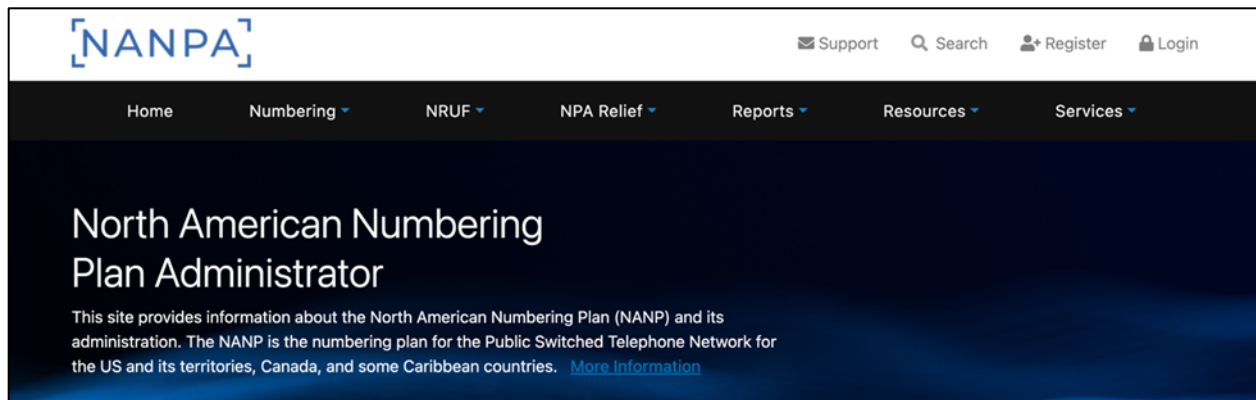 NANPA
Support Search Register Login
Home Numbering NRUF NPA Relief Reports Resources Services
North American Numbering
Plan Administrator
This site provides information about the North American Numbering Plan (NANP) and its
administration. The NANP is the numbering plan for the Public Switched Telephone Network for
the US and its territories, Canada, and some Caribbean countries. More Information